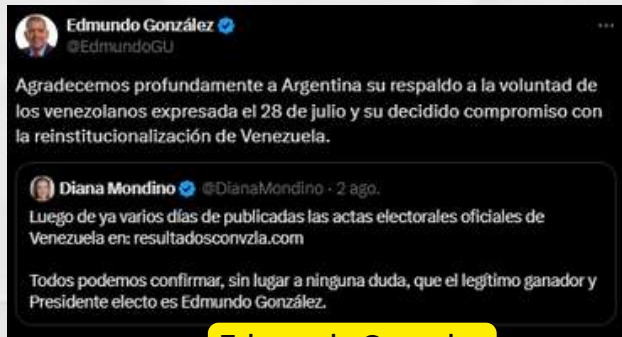 Edmundo González
@EdmundoGU
Agradecemos profundamente a Argentina su respaldo a la voluntad de
los venezolanos expresada el 28 de julio y su decidido compromiso con
la reinstitucionalización de Venezuela.
Diana Mondino @DianaMondino · 2 ago.
Luego de ya varios días de publicadas las actas electorales oficiales de
Venezuela en: resultadosconvzla.com
Todos podemos confirmar, sin lugar a ninguna duda, que el legítimo ganador y
Presidente electo es Edmundo González.